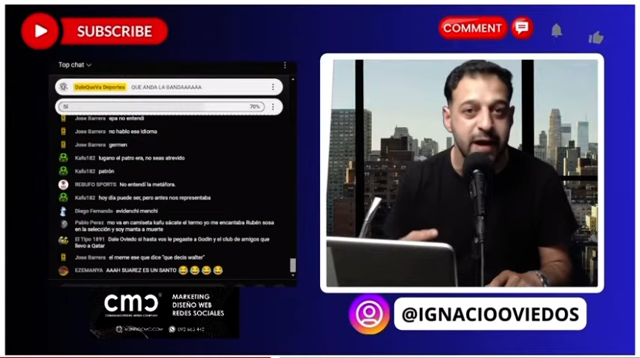 SUBSCRIBE
COMMENT
Top chat
DaleQueVa Deportes QUE ANDA LA BANDAAAAAA
SI 70%
Jose Barrera epa no entendi
Jose Barrera no hablo ese idioma
Jose Barrera germen
Kafu182 lugano el patro era, no seas atrevido
Kafu182 patrón
REBUFO SPORTS No entendí la metáfora.
Kafu182 hoy día puede ser, pero antes nos representaba
Diego Fernando evidenchi menchi
Pablo Perez mo va en camiseta kafu sácate el termo yo me encantaba Rubén sosa
en la selección y soy manta a muerte
El Tipo 1891 Dale Oviedo si hasta vos le pegaste a Godin y el club de amigos que
llevo a Qatar
Jose Barrera el meme ese que dice "que decis walter"
EZEMANYA AAAH SUAREZ ES UN SANTO
cmc
MARKETING
DISEÑO WEB
REDES SOCIALES
@IGNACIOOVIEDOS